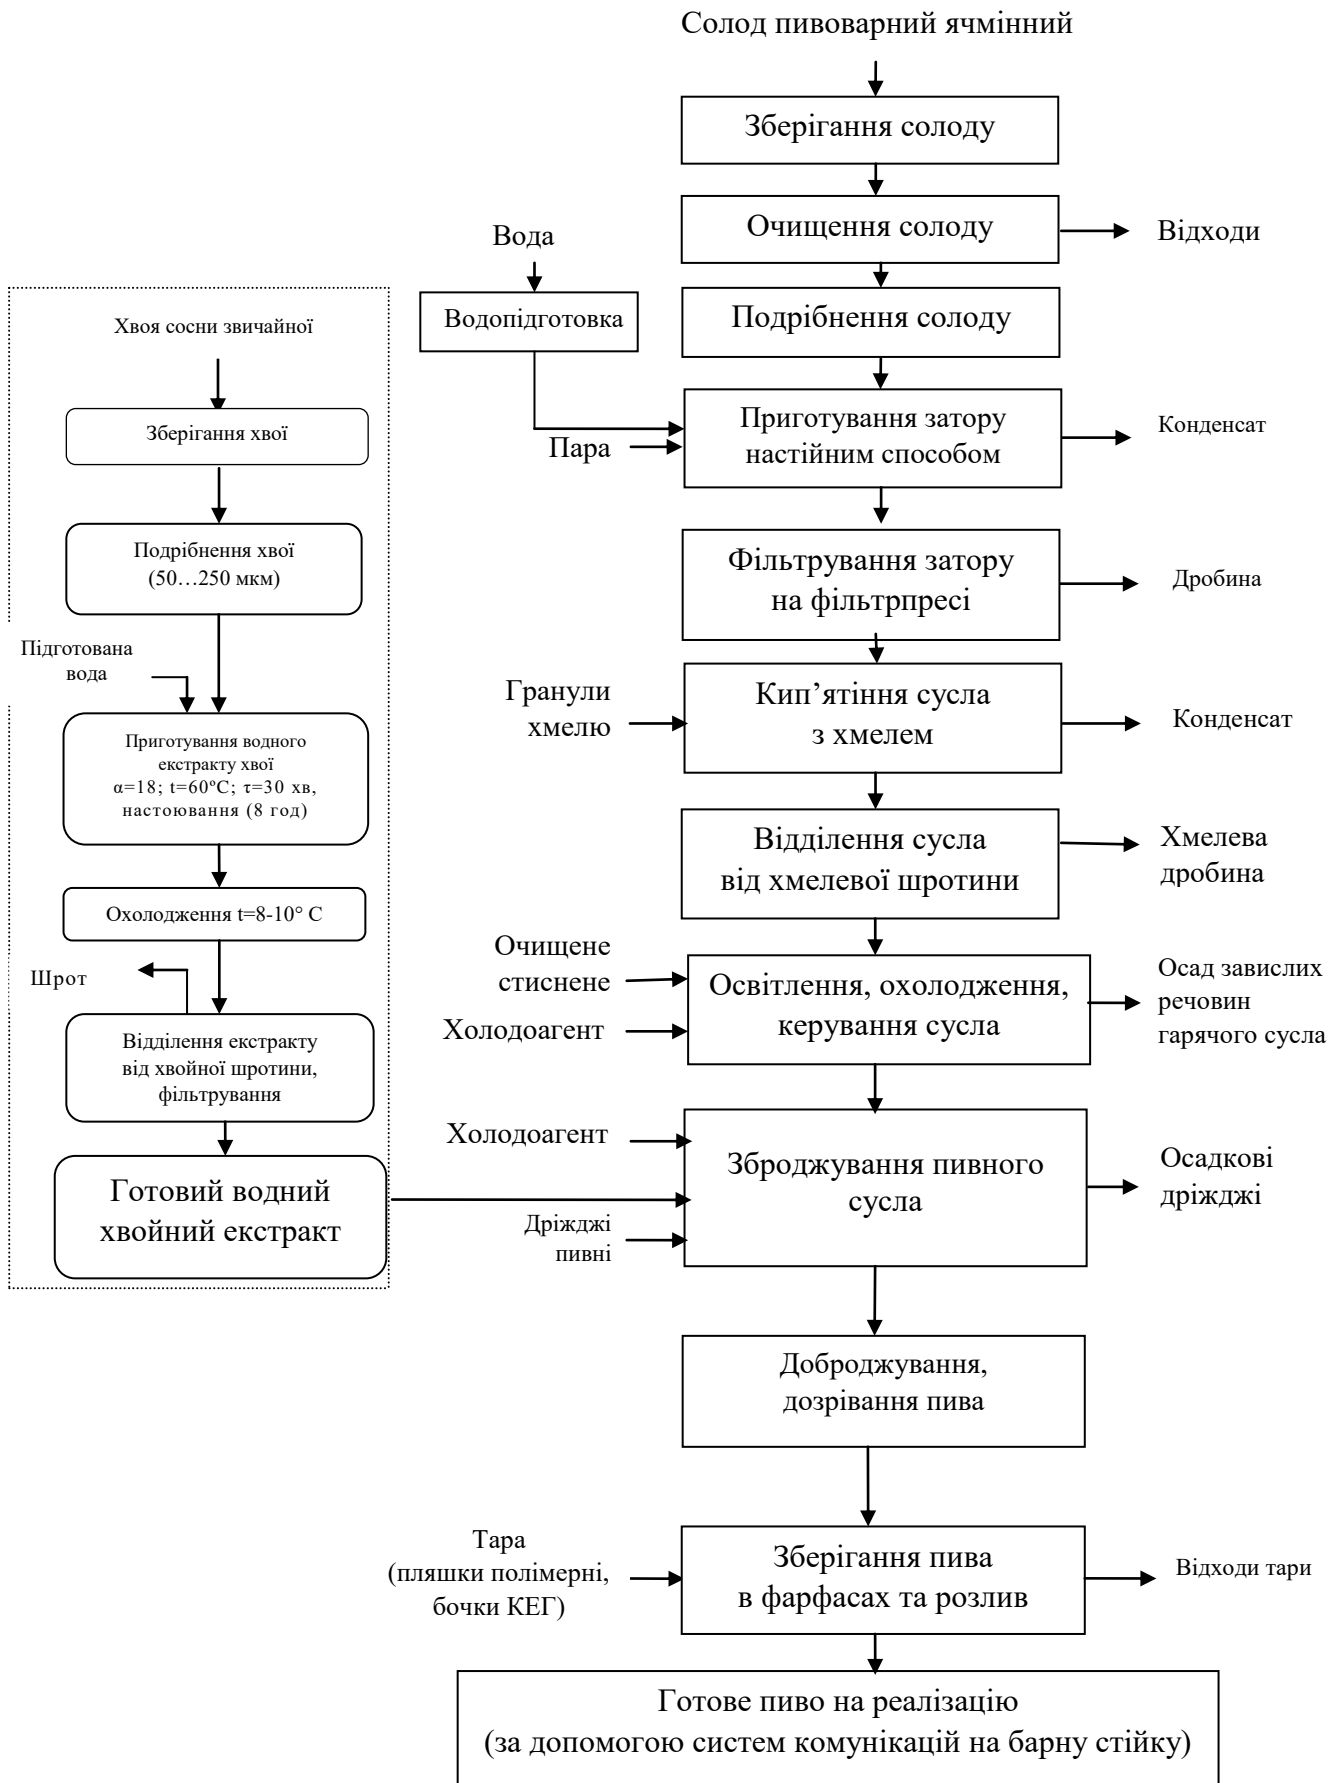 Солод пивоварний ячмінний
Зберігання солоду
Очищення солоду
Відходи
Вода
Водопідготовка
Подрібнення солоду
Приготування затору
настійним способом
Пара
Конденсат
Фільтрування затору
на фільтрпресі
Дробина
Гранули
хмелю
Кип’ятіння сусла
з хмелем
Конденсат
Відділення сусла
від хмелевої шротини
Хмелева
дробина
Очищене
стиснене
Холодоагент
Освітлення, охолодження,
керування сусла
Осад завислих
речовин
гарячого сусла
Хвоя сосни звичайної
Зберігання хвої
Подрібнення хвої
(50…250 мкм)
Підготована
вода
Приготування водного
екстракту хвої
α=18; t=60ºC; τ=30 хв,
настоювання (8 год)
Охолодження t=8-10° С
Шрот
Відділення екстракту
від хвойної шротини,
фільтрування
Готовий водний
хвойний екстракт
Холодоагент
Дріжджі
пивні
Зброджування пивного
сусла
Осадкові
дріжджі
Доброджування,
дозрівання пива
Тара
(пляшки полімерні,
бочки КЕГ)
Зберігання пива
в фарфасах та розлив
Відходи тари
Готове пиво на реалізацію
(за допомогою систем комунікацій на барну стійку)